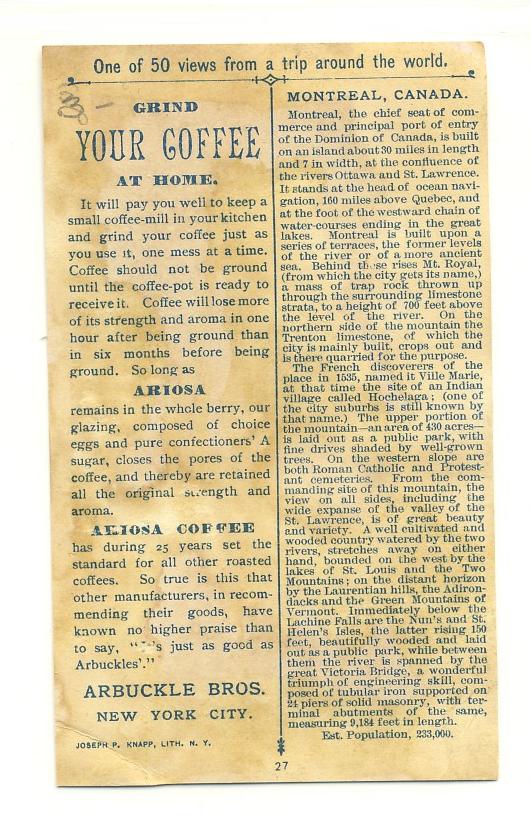 One of 50 views from a trip around the world.
GRIND
YOUR COFFEE
AT HOME.
It will pay you well to keep a
small coffee-mill in your kitchen
and grind your coffee just as
you use it, one mess at a time.
Coffee should not be ground
until the coffee-pot is ready to
receive it. Coffee will lose more
of its strength and aroma in one
hour after being ground than
in six months before being
ground. So long as
ARIOSA
remains in the whole berry, our
glazing, composed of choice
eggs and pure confectioners' A
sugar, closes the pores of the
coffee, and thereby are retained
all the original strength and
aroma.
ARIOSA COFFEE
has during 25 years set the
standard for all other roasted
coffees. So true is this that
other manufacturers, in recom-
mending their goods, have
known no higher praise than
to say, "'s just as good as
Arbuckles'."
ARBUCKLE BROS.
NEW YORK CITY.
JOSEPH P. KNAPP, LITH. N. Y.
MONTREAL, CANADA.
Montreal, the chief seat of com-
merce and principal port of entry
of the Dominion of Canada, is built
on an island about 30 miles in length
and 7 in width, at the confluence of
the rivers Ottawa and St. Lawrence.
It stands at the head of ocean navi-
gation, 160 miles above Quebec, and
at the foot of the westward chain of
water-courses ending in the great
lakes. Montreal is built upon a
series of terraces, the former levels
of the river or of a more ancient
sea. Behind these rises Mt. Royal,
(from which the city gets its name,)
a mass of trap rock thrown up
through the surrounding limestone
strata, to a height of 700 feet above
the level of the river. On the
northern side of the mountain the
Trenton limestone, of which the
city is mainly built, crops out and
is there quarried for the purpose.
The French discoverers of the
place in 1535, named it Ville Marie,
at that time the site of an Indian
village called Hochelaga; (one of
the city suburbs is still known by
that name.) The upper portion of
the mountain—an area of 430 acres—
is laid out as a public park, with
fine drives shaded by well-grown
trees. On the western slope are
both Roman Catholic and Protest-
ant cemeteries. From the com-
manding site of this mountain, the
view on all sides, including the
wide expanse of the valley of the
St. Lawrence, is of great beauty
and variety. A well cultivated and
wooded country watered by the two
rivers, stretches away on either
hand, bounded on the west by the
lakes of St. Louis and the Two
Mountains; on the distant horizon
by the Laurentian hills, the Adiron-
dacks and the Green Mountains of
Vermont. Immediately below the
Lachine Falls are the Nun's and St.
Helen's Isles, the latter rising 150
feet, beautifully wooded and laid
out as a public park, while between
them the river is spanned by the
great Victoria Bridge, a wonderful
triumph of engineering skill, com-
posed of tubular iron supported on
24 piers of solid masonry, with ter-
minal abutments of the same,
measuring 9,184 feet in length.
Est. Population, 233,000.
27